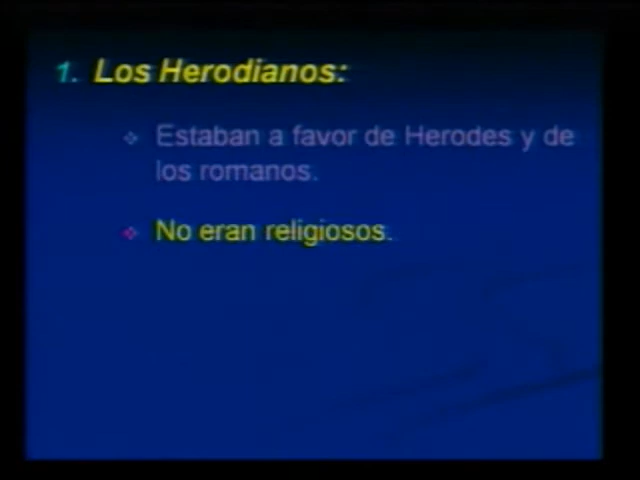 1. Los Herodianos:
Estaban a favor de Herodes y de
los romanos.
No eran religiosos.